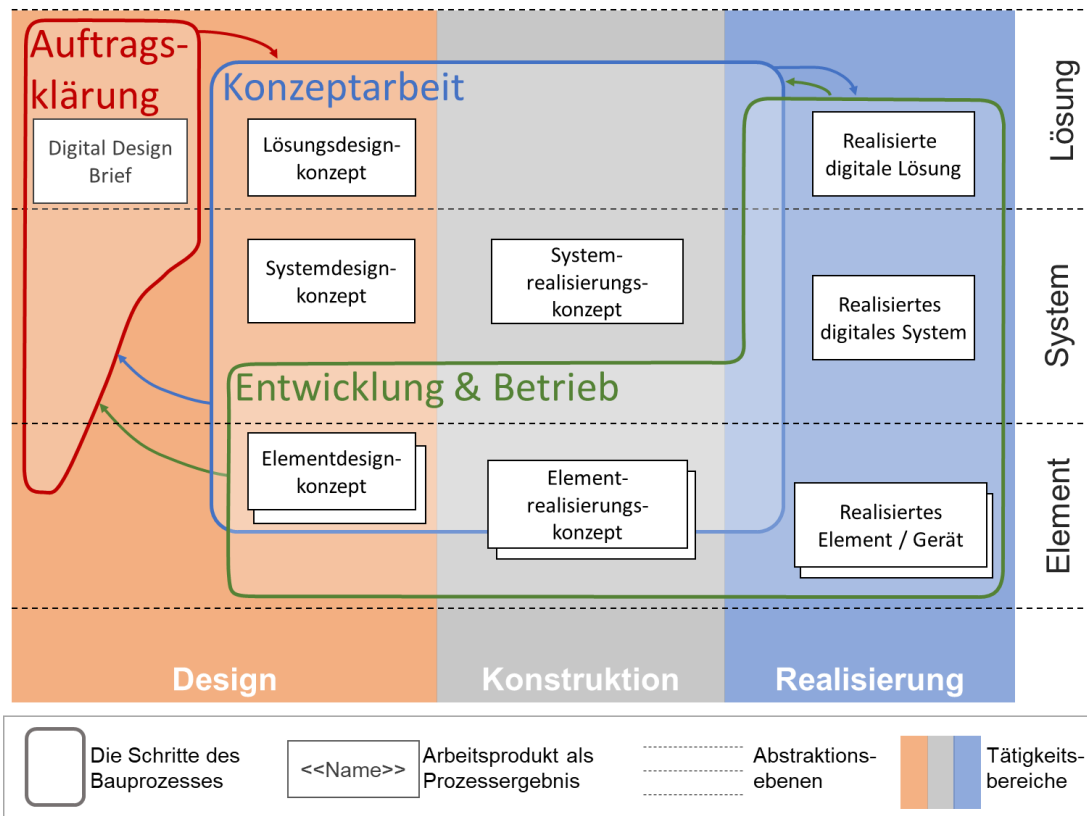 Auftrags-
klärung
Digital Design
Brief
Konzeptarbeit
Lösungsdesign-
konzept
Realisierte
digitale Lösung
Lösung
Systemdesign-
konzept
System-
realisierungs-
konzept
Realisiertes
digitales System
System
Entwicklung & Betrieb
Elementdesign-
konzept
Element-
realisierungs-
konzept
Realisiertes
Element / Gerät
Element
Design
Konstruktion
Realisierung
Die Schritte des
Bauprozesses
<<Name>>
Arbeitsprodukt als
Prozessergebnis
Abstraktions-
ebenen
Tätigkeits-
bereiche